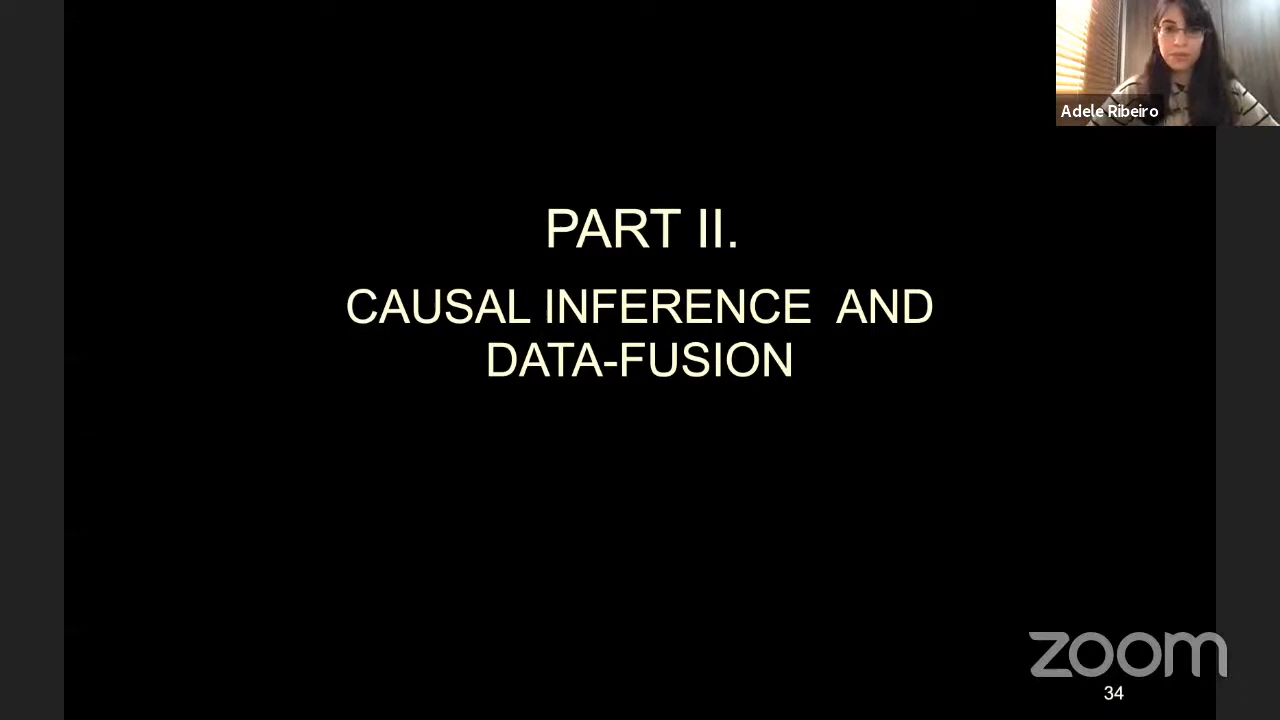 Adele Ribeiro
PART II.
CAUSAL INFERENCE AND
DATA-FUSION
zoom
34